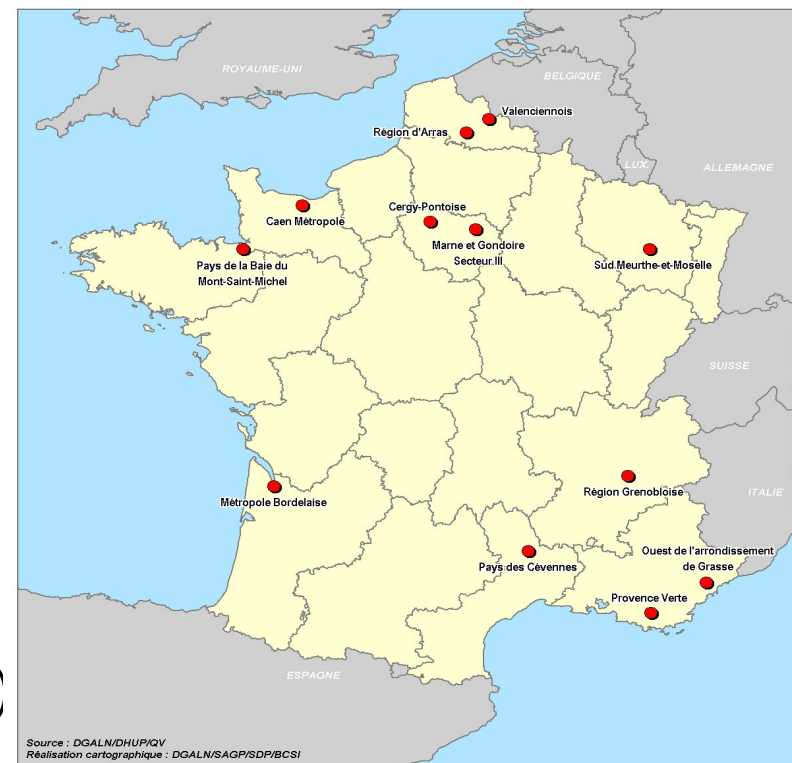 ROYAUME-UNI
BELGIQUE
Valenciennois
Région d'Arras
LUX.
ALLEMAGNE
Cergy-Pontoise
Caen Métropole
Marne et Gondoire
Secteur III
Pays de la Baie du
Mont-Saint-Michel
Sud Meurthe-et-Moselle
SUISSE
Région Grenobloise
ITALIE
Métropole Bordelaise
Ouest de l'arrondissement
de Grasse
Pays des Cévennes
Provence Verte
ESPAGNE
)
Source : DGALN/DHUP/QV
Réalisation cartographique : DGALN/SAGP/SDP/BCSI